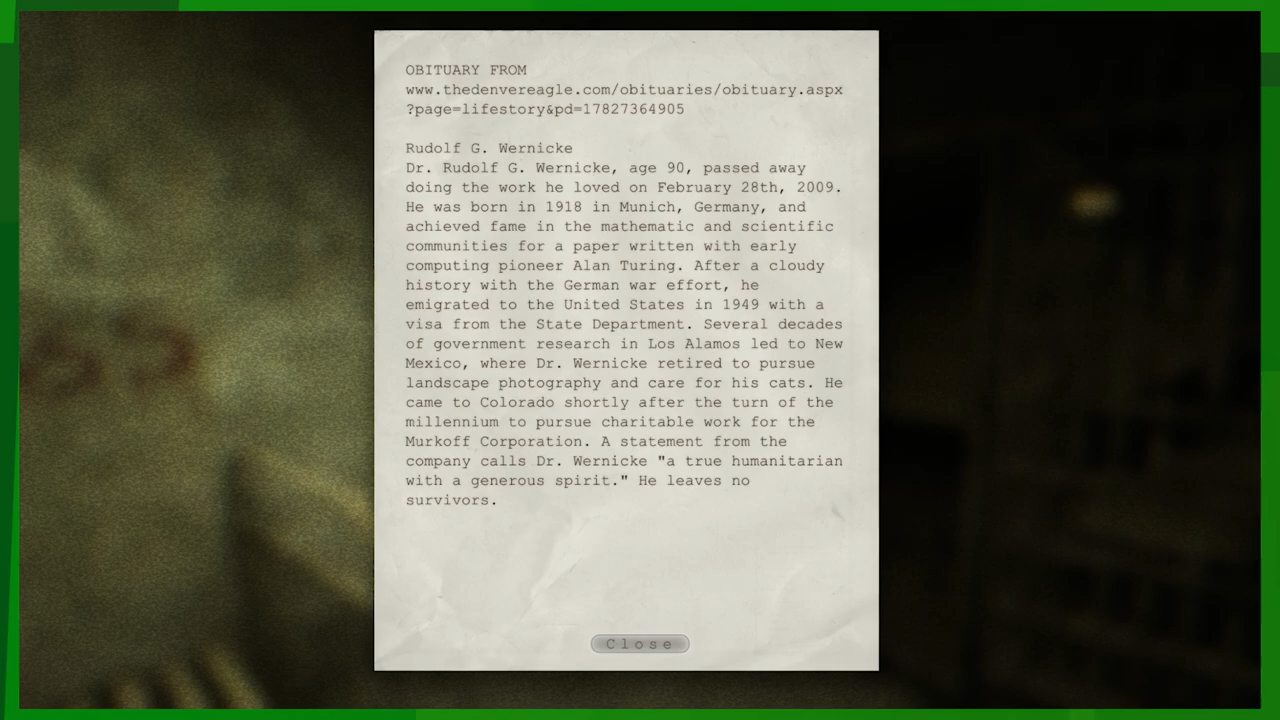 OBITUARY FROM
www.thedenvereagle.com/obituaries/obituary.aspx
?page=lifestory&pd=17827364905
Rudolf G. Wernicke
Dr. Rudolf G. Wernicke, age 90, passed away
doing the work he loved on February 28th, 2009.
He was born in 1918 in Munich, Germany, and
achieved fame in the mathematic and scientific
communities for a paper written with early
computing pioneer Alan Turing. After a cloudy
history with the German war effort, he
emigrated to the United States in 1949 with a
visa from the State Department. Several decades
of government research in Los Alamos led to New
Mexico, where Dr. Wernicke retired to pursue
landscape photography and care for his cats. He
came to Colorado shortly after the turn of the
millennium to pursue charitable work for the
Murkoff Corporation. A statement from the
company calls Dr. Wernicke "a true humanitarian
with a generous spirit." He leaves no
survivors.
Close